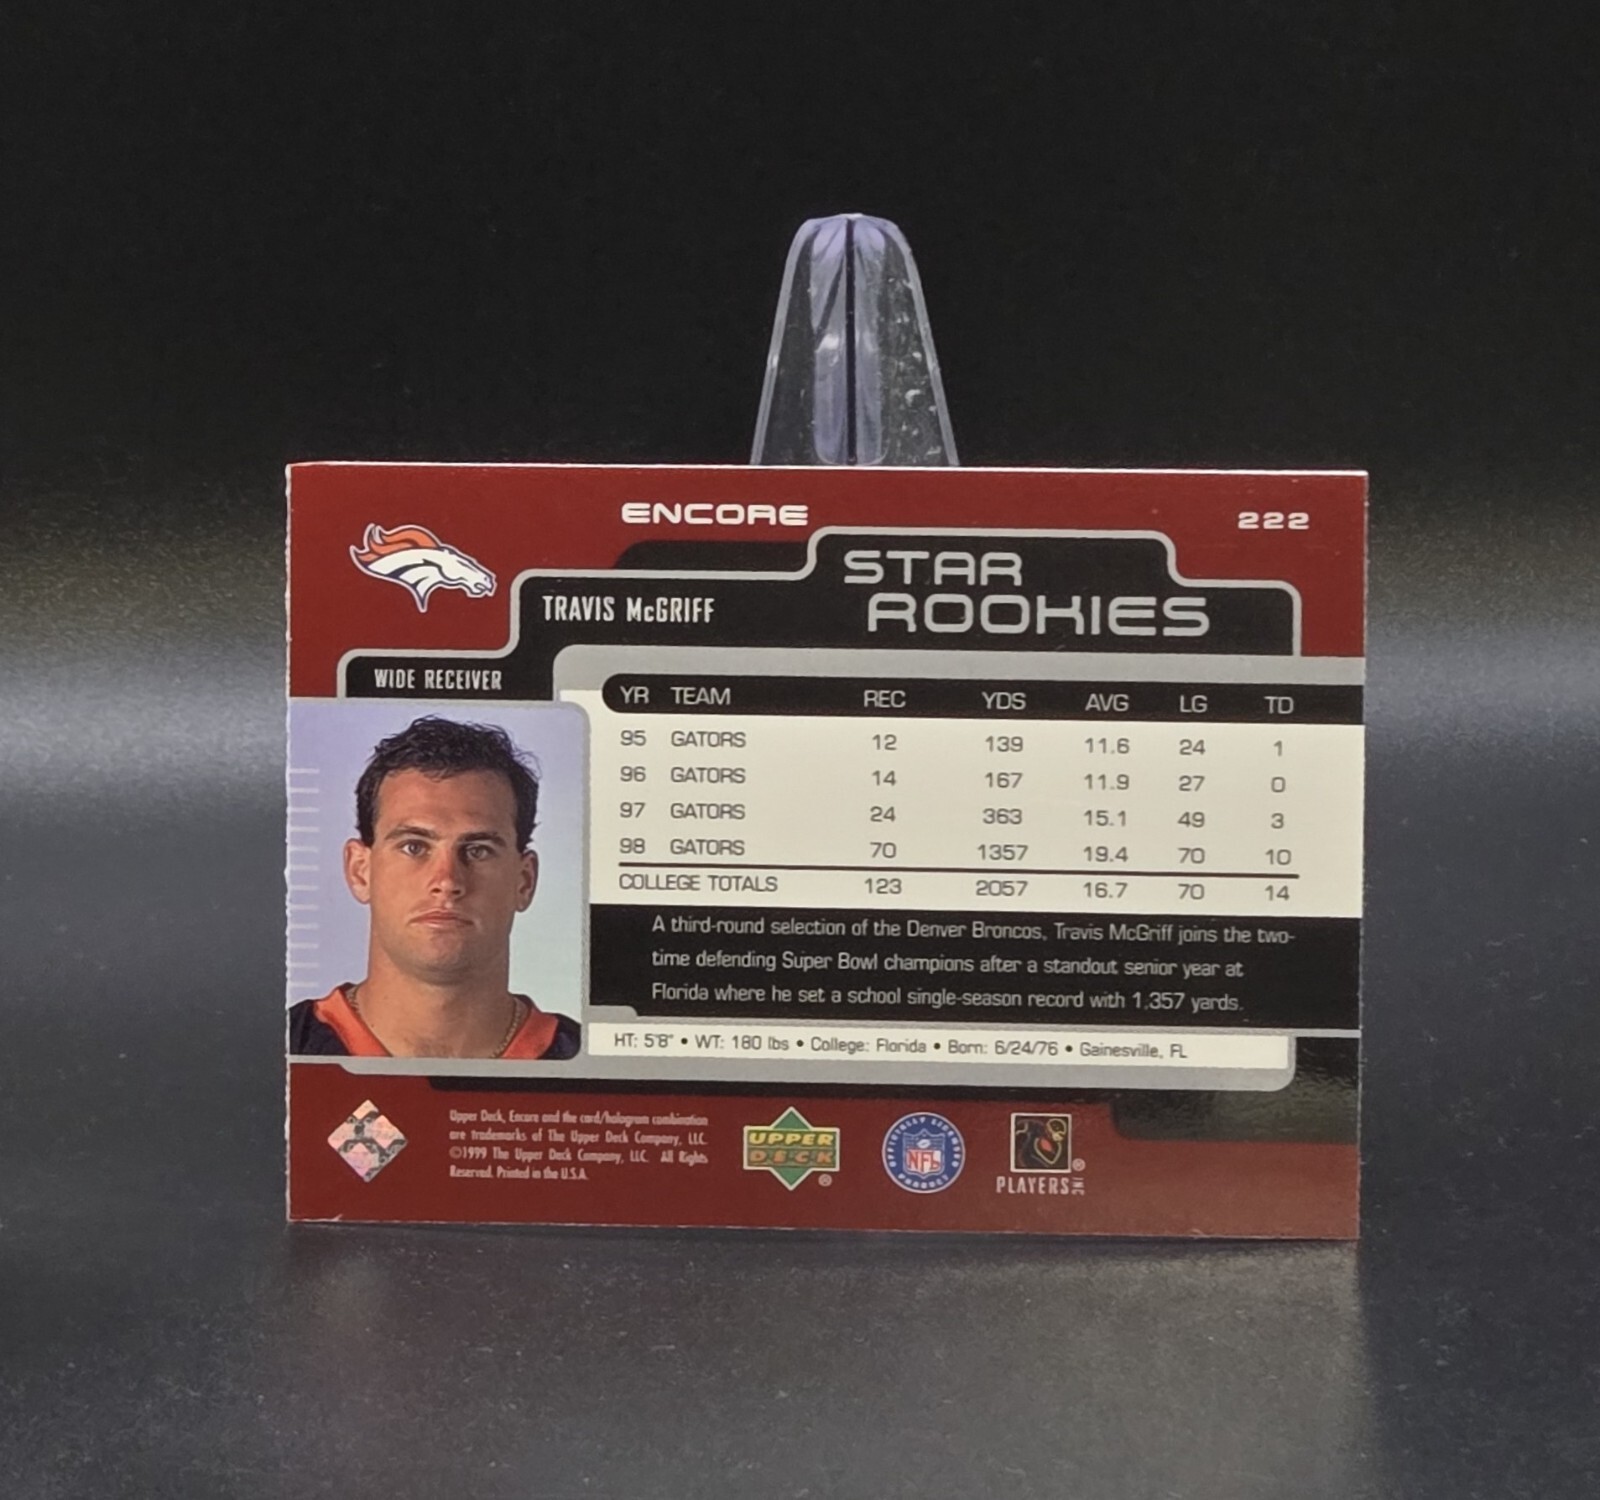 ENCORE
222
STAR
ROOKIES
TRAVIS McGRIFF
WIDE RECEIVER
YR TEAM REC YDS AVG LG TD
95 GATORS 12 139 11.6 24 1
96 GATORS 14 167 11.9 27 0
97 GATORS 24 363 15.1 49 3
98 GATORS 70 1357 19.4 70 10
COLLEGE TOTALS 123 2057 16.7 70 14
A third-round selection of the Denver Broncos, Travis McGriff joins the two-
time defending Super Bowl champions after a standout senior year at
Florida where he set a school single-season record with 1,357 yards.
HT: 5'8" • WT: 180 lbs • College: Florida • Born: 6/24/76 • Gainesville, FL
Upper Deck, Encore and the card/hologram combination
are trademarks of The Upper Deck Company, LLC.
©1999 The Upper Deck Company, LLC. All Rights
Reserved. Printed in the U.S.A.
UPPER
DECK
®
OFFICIALLY LICENSED
NFL
PRODUCT
®
PLAYERS INC